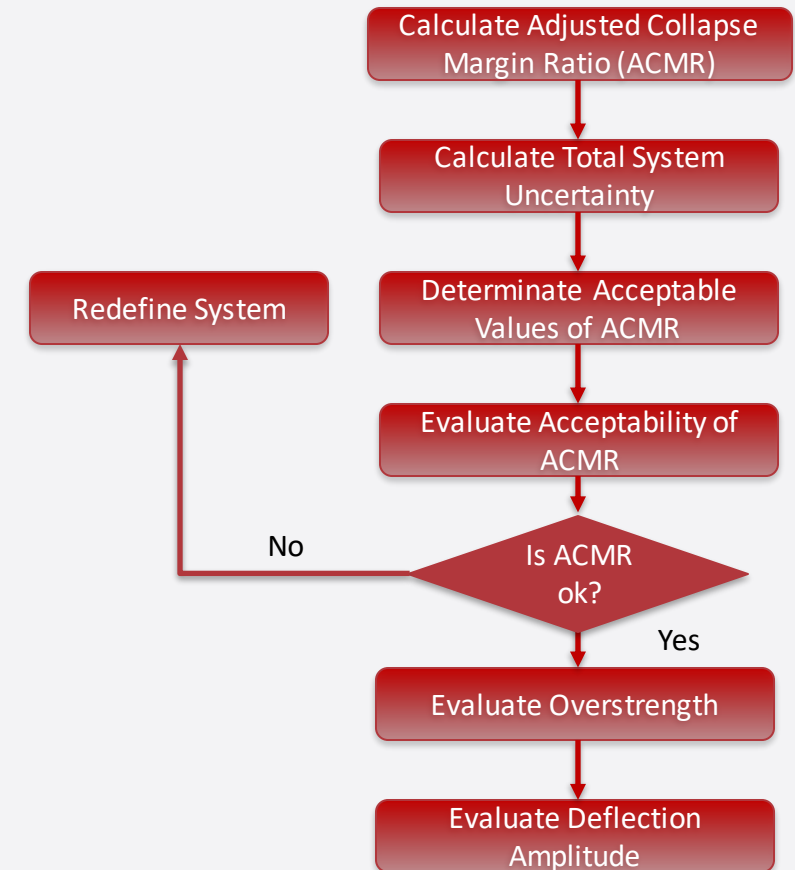 Calculate Adjusted Collapse
Margin Ratio (ACMR)
Calculate Total System
Uncertainty
Redefine System
Determinate Acceptable
Values of ACMR
Evaluate Acceptability of
ACMR
No
Is ACMR
ok?
Yes
Evaluate Overstrength
Evaluate Deflection
Amplitude